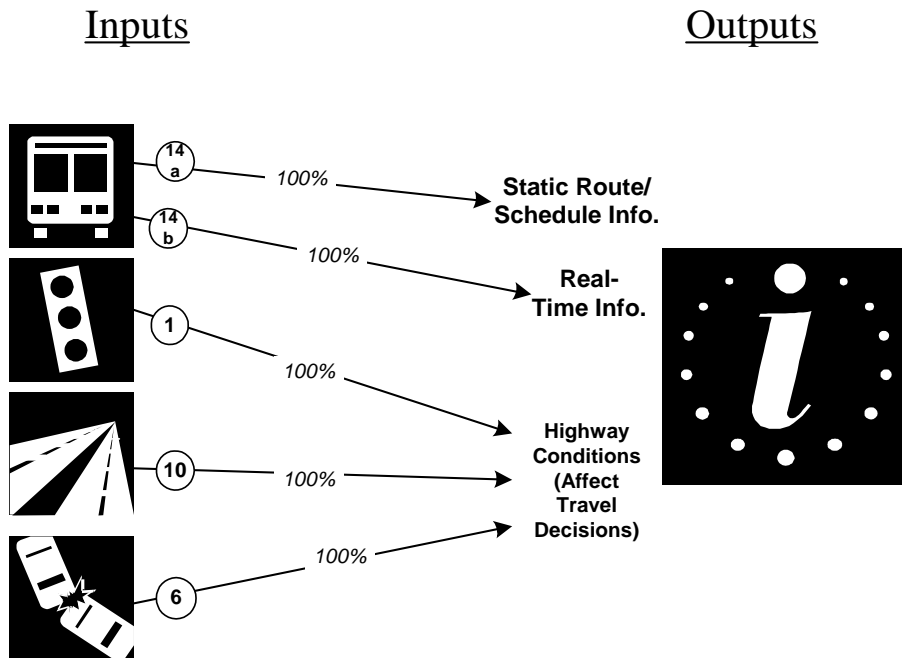 Inputs
Outputs
14
a
100%
Static Route/
Schedule Info.
14
b
100%
Real-
Time Info.
1
100%
Highway
Conditions
(Affect
Travel
Decisions)
10
100%
6
100%
i